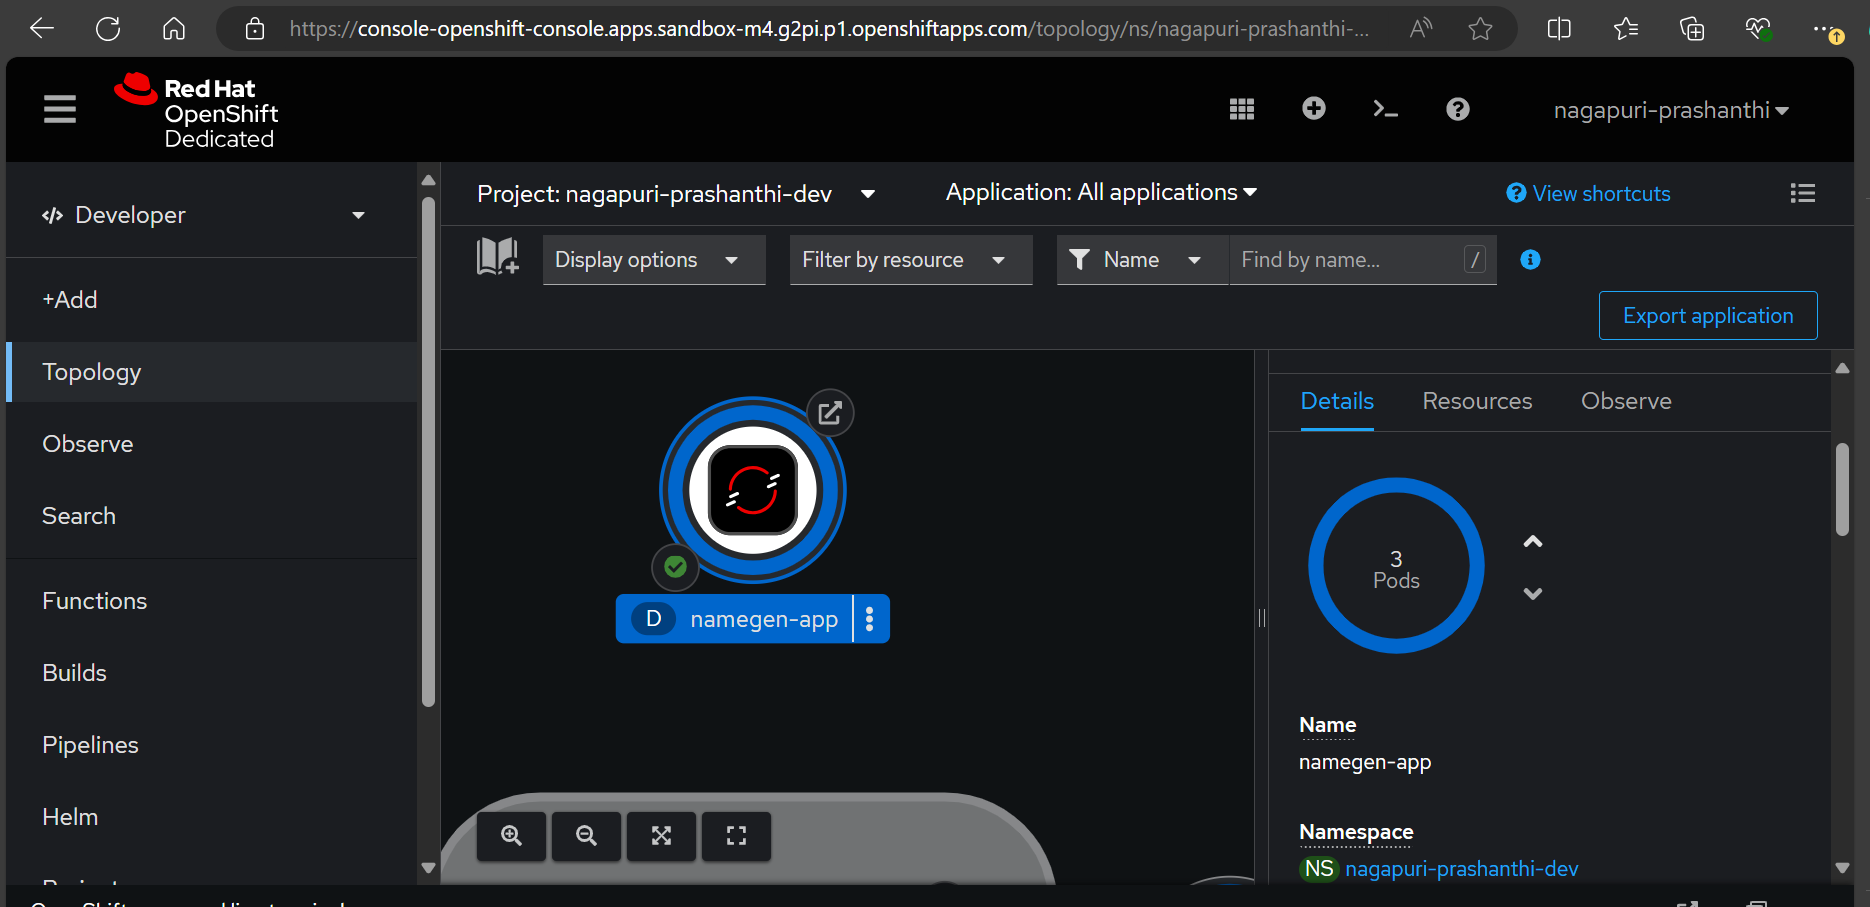 https://console-openshift-console.apps.sandbox-m4.g2pi.p1.openshiftapps.com/topology/ns/nagapuri-prashanthi-...
Red Hat
OpenShift
Dedicated
nagapuri-prashanthi
Developer
+Add
Topology
Observe
Search
Functions
Builds
Pipelines
Helm
Project: nagapuri-prashanthi-dev
Application: All applications
View shortcuts
Display options
Filter by resource
Name
Find by name...
/
Export application
D namegen-app
Details Resources Observe
3
Pods
Name
namegen-app
Namespace
NS nagapuri-prashanthi-dev